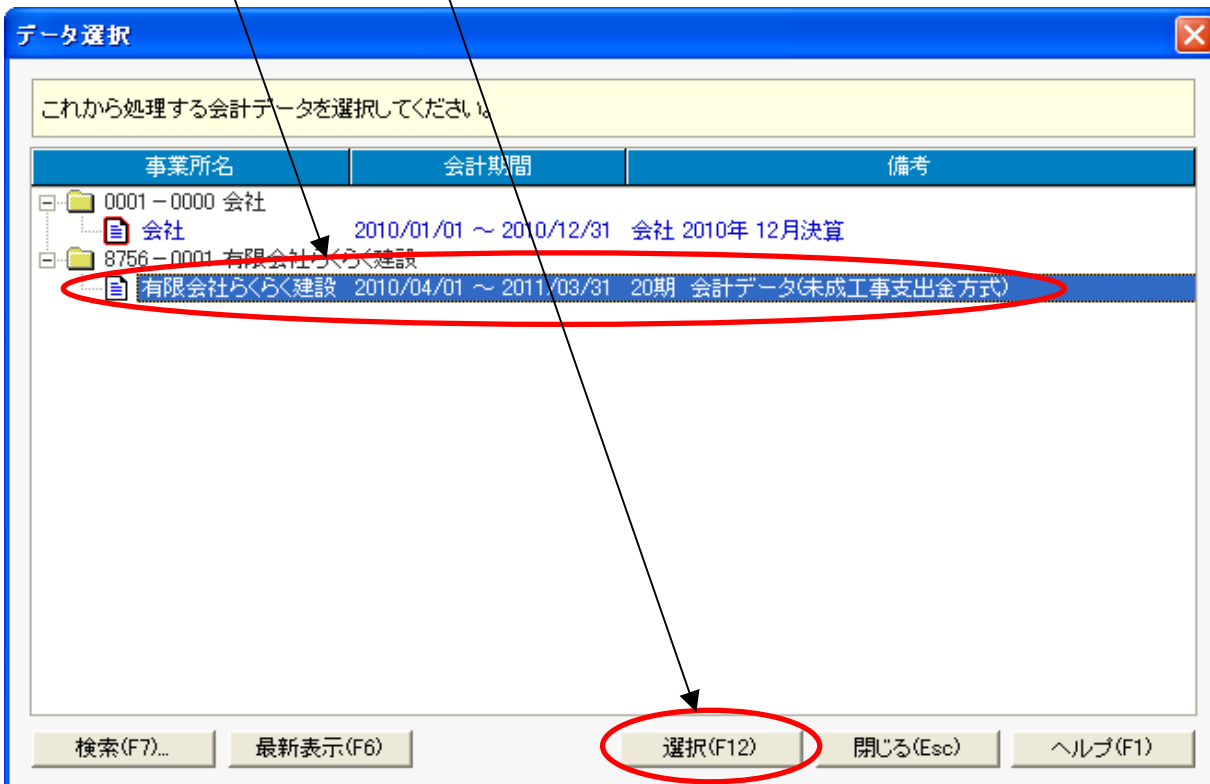 データ選択
これから処理する会計データを選択してください。
事業所名 会計期間 備考
0001-0000 会社
会社 2010/01/01 ~ 2010/12/31 会社 2010年 12月決算
8756-0001 有限会社らくらく建設
有限会社らくらく建設 2010/04/01 ~ 2011/03/31 20期 会計データ(未成工事支出金方式)
検索(F7)... 最新表示(F6) 選択(F12) 閉じる(Esc) ヘルプ(F1)